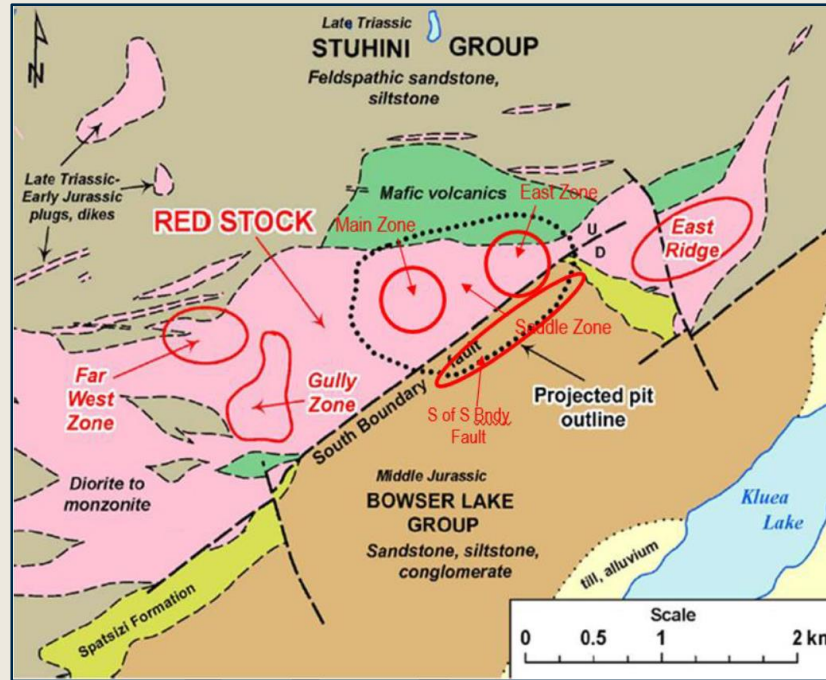 Late Triassic
STUHINI GROUP
Feldspathic sandstone,
siltstone
N
Late Triassic-
Early Jurassic
plugs, dikes
Mafic volcanics
East Zone
Main Zone
RED STOCK
U
D
East
Ridge
Saddle Zone
Far
West
Zone
Gully
Zone
South Boundary fault
S of S Bndy
Fault
Projected pit
outline
Diorite to
monzonite
Middle Jurassic
BOWSER LAKE
GROUP
Sandstone, siltstone,
conglomerate
Kluea
Lake
till, alluvium
Spatsizi Formation
Scale
0 0.5 1 2 km